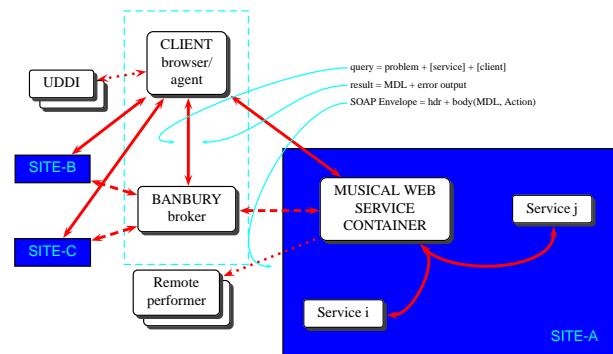 CLIENT
browser/
agent
UDDI
query = problem + [service] + [client]
result = MDL + error output
SOAP Envelope = hdr + body(MDL, Action)
SITE-B
BANBURY
broker
MUSICAL WEB
SERVICE
CONTAINER
Service j
SITE-C
Remote
performer
Service i
SITE-A